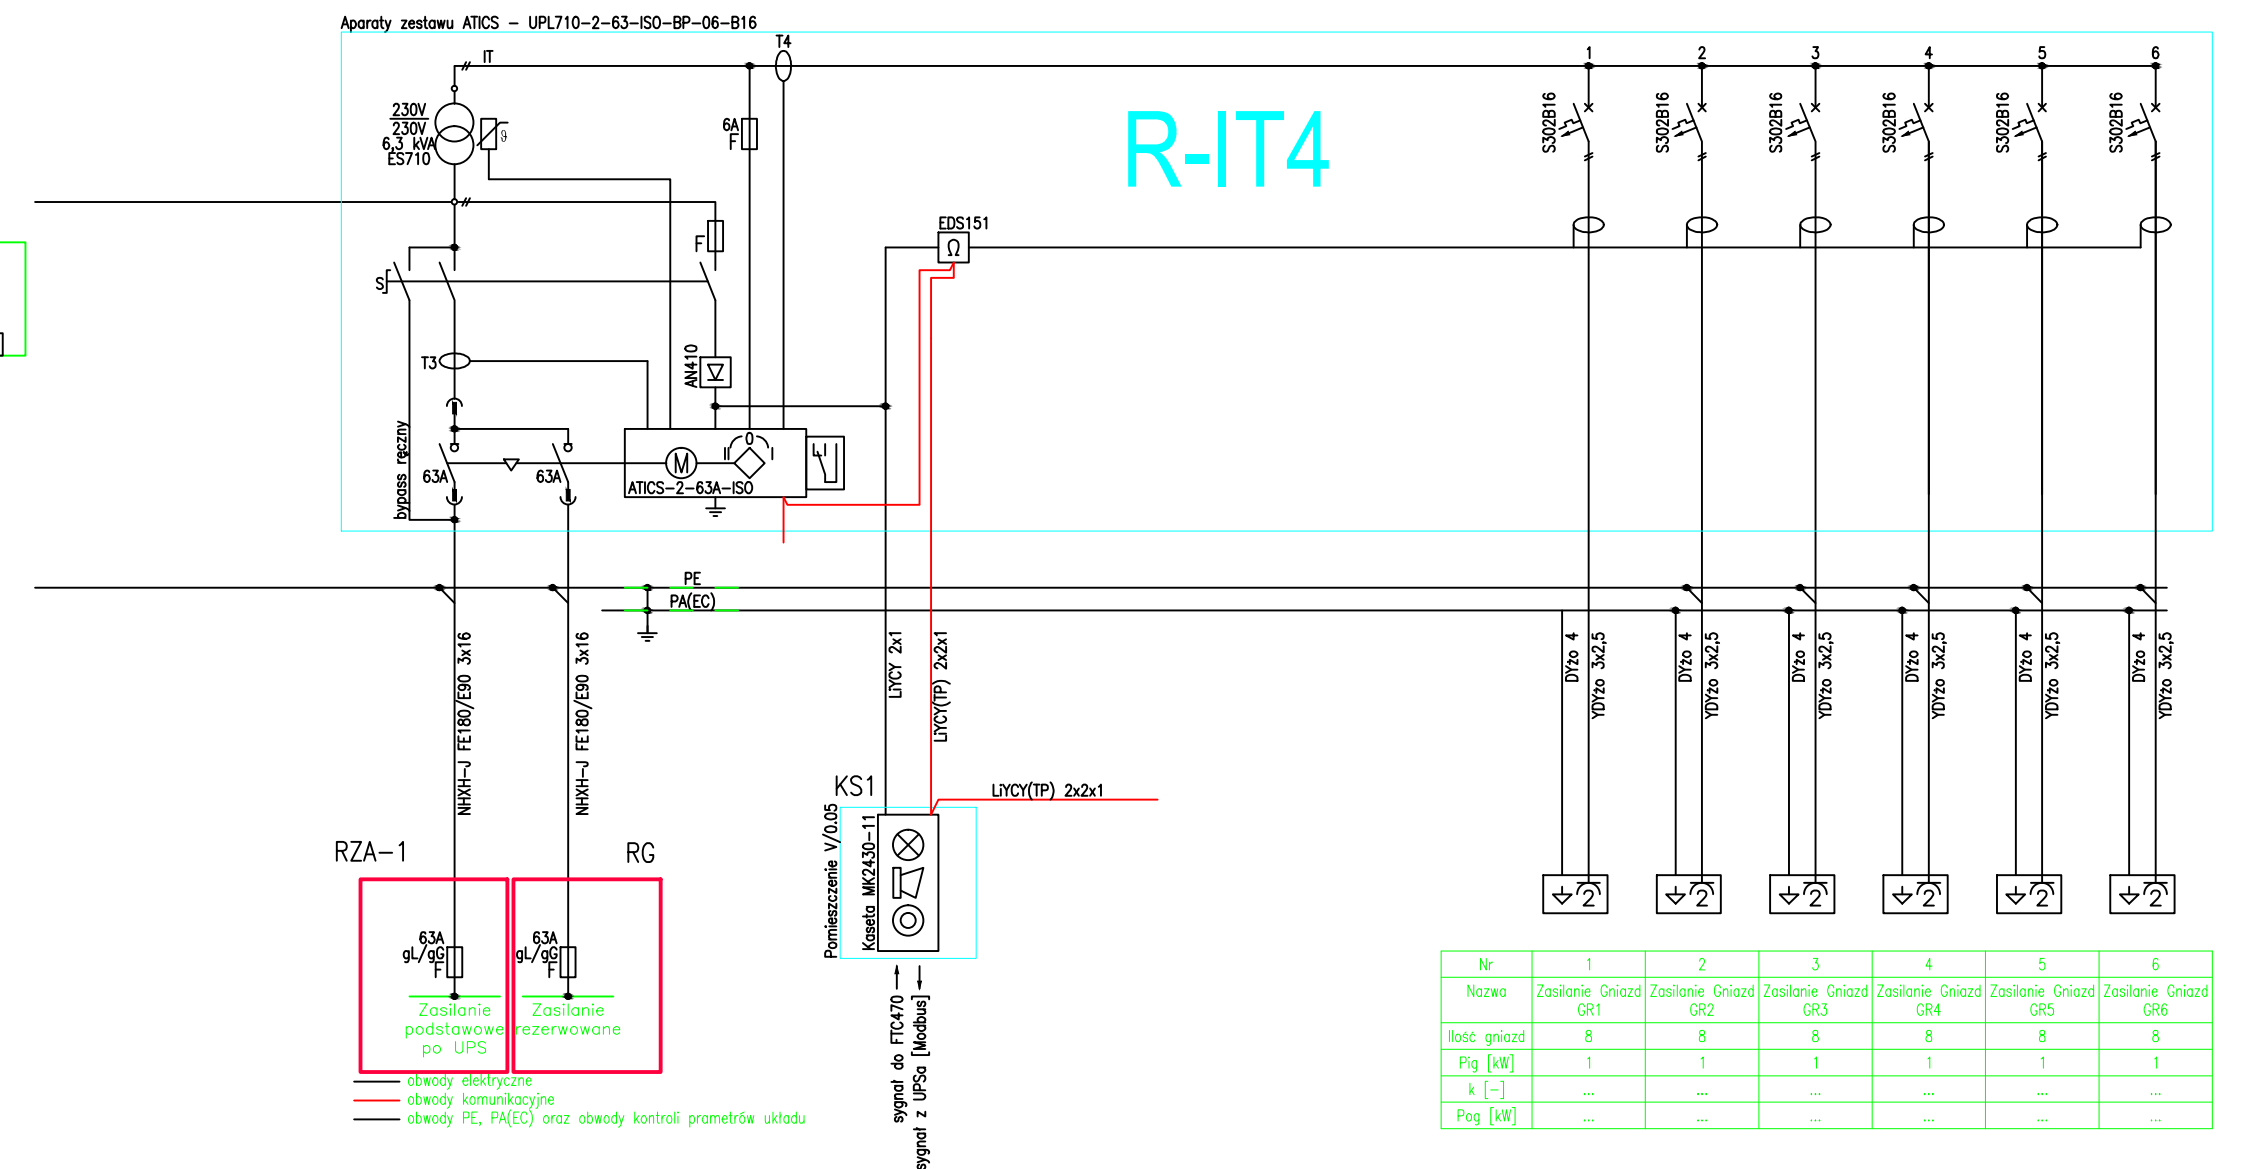 Aparaty zestawu ATICS - UPL710-2-63-ISO-BP-06-B16
T4
IT
1
2
3
4
5
6
230V
230V
6,3 kVA
ES710
ϑ
6A
F
R-IT4
S302B16
S302B16
S302B16
S302B16
S302B16
S302B16
F
EDS151
Ω
S
T3
AN410
bypass ręczny
63A
63A
M
II
0
I
ATICS-2-63A-ISO
PE
PA(EC)
NHXH-J FE180/E90 3x16
NHXH-J FE180/E90 3x16
LiYCY 2x1
LiYCY(TP) 2x2x1
DYżo 4
YDYżo 3x2,5
DYżo 4
YDYżo 3x2,5
DYżo 4
YDYżo 3x2,5
DYżo 4
YDYżo 3x2,5
DYżo 4
YDYżo 3x2,5
DYżo 4
YDYżo 3x2,5
KS1
LiYCY(TP) 2x2x1
Pomieszczenie V/0.05
Kaseta MK2430-11
RZA-1
RG
2
2
2
2
2
2
63A
gL/gG
F
63A
gL/gG
F
Zasilanie
podstawowe
po UPS
Zasilanie
rezerwowane
sygnał do FTC470
sygnał z UPSa [Modbus]
obwody elektryczne
obwody komunikacyjne
obwody PE, PA(EC) oraz obwody kontroli prametrów układu
Nr 1 2 3 4 5 6
Nazwa Zasilanie Gniazd Zasilanie Gniazd Zasilanie Gniazd Zasilanie Gniazd Zasilanie Gniazd Zasilanie Gniazd
GR1 GR2 GR3 GR4 GR5 GR6
Ilość gniazd 8 8 8 8 8 8
Pig [kW] 1 1 1 1 1 1
k [-] ... ... ... ... ... ...
Pog [kW] ... ... ... ... ... ...